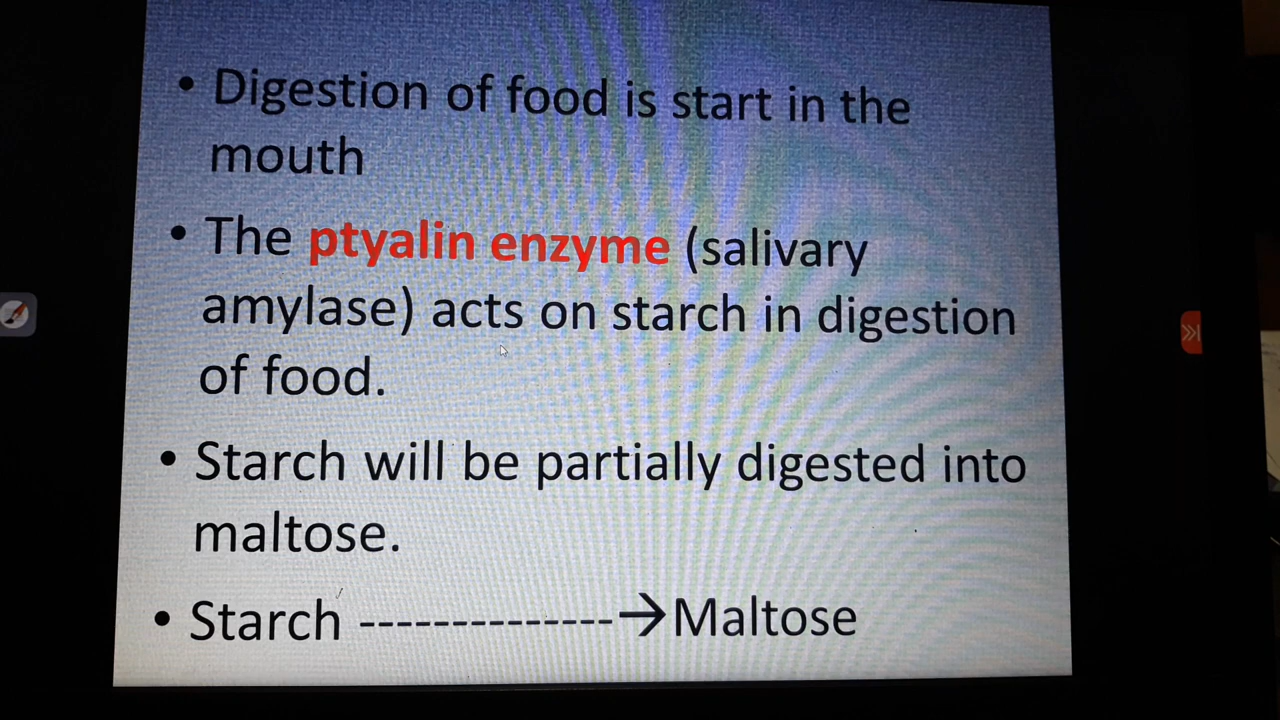 • Digestion of food is start in the
mouth
• The ptyalin enzyme (salivary
amylase) acts on starch in digestion
of food.
• Starch will be partially digested into
maltose.
• Starch --------------→Maltose